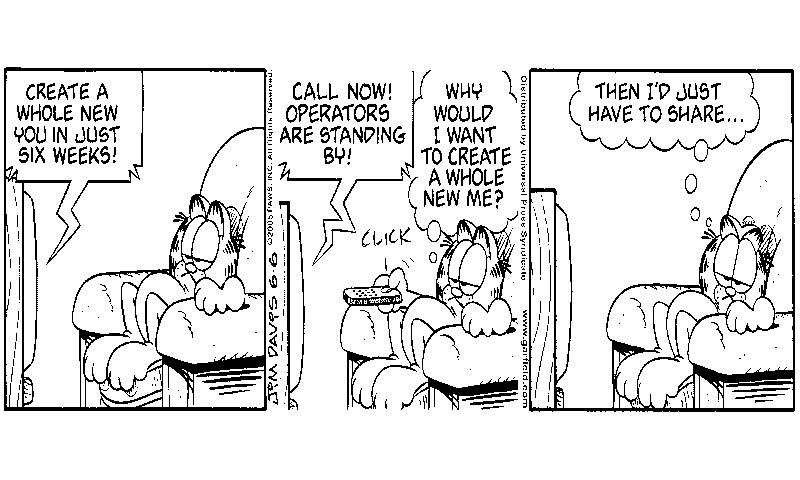 CREATE A
WHOLE NEW
YOU IN JUST
SIX WEEKS!
©2005 PAWS, INC. All Rights Reserved.
JIM DAVIS 6-6
CALL NOW!
OPERATORS
ARE STANDING
BY!
CLICK
WHY
WOULD
I WANT
TO CREATE
A WHOLE
NEW ME?
Distributed by Universal Press Syndicate
www.garfield.com
THEN I'D JUST
HAVE TO SHARE...